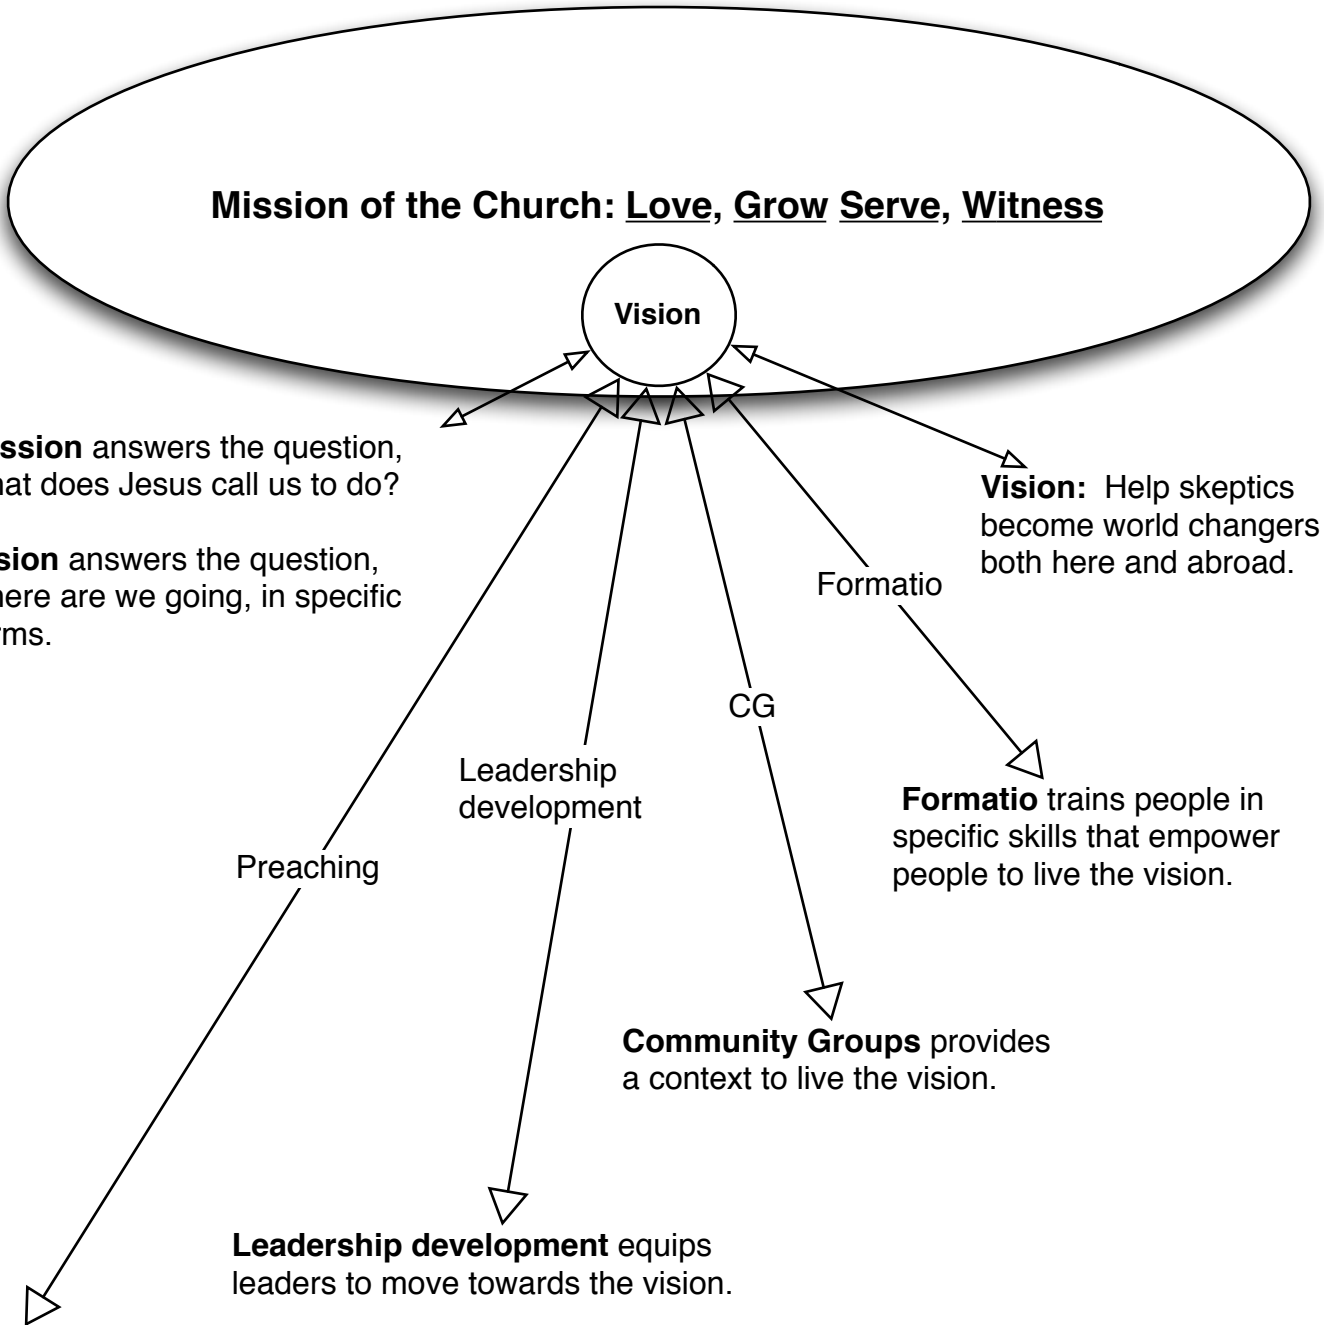 Mission of the Church: Love, Grow Serve, Witness
Vision
ssion answers the question,
hat does Jesus call us to do?
sion answers the question,
here are we going, in specific
rms.
Vision: Help skeptics
become world changers
both here and abroad.
Formatio
CG
Leadership
development
Preaching
Formatio trains people in
specific skills that empower
people to live the vision.
Community Groups provides
a context to live the vision.
Leadership development equips
leaders to move towards the vision.